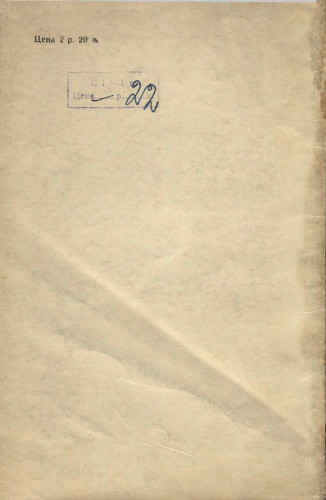 Цена 2 р. 20 к.
Цена — р. 22